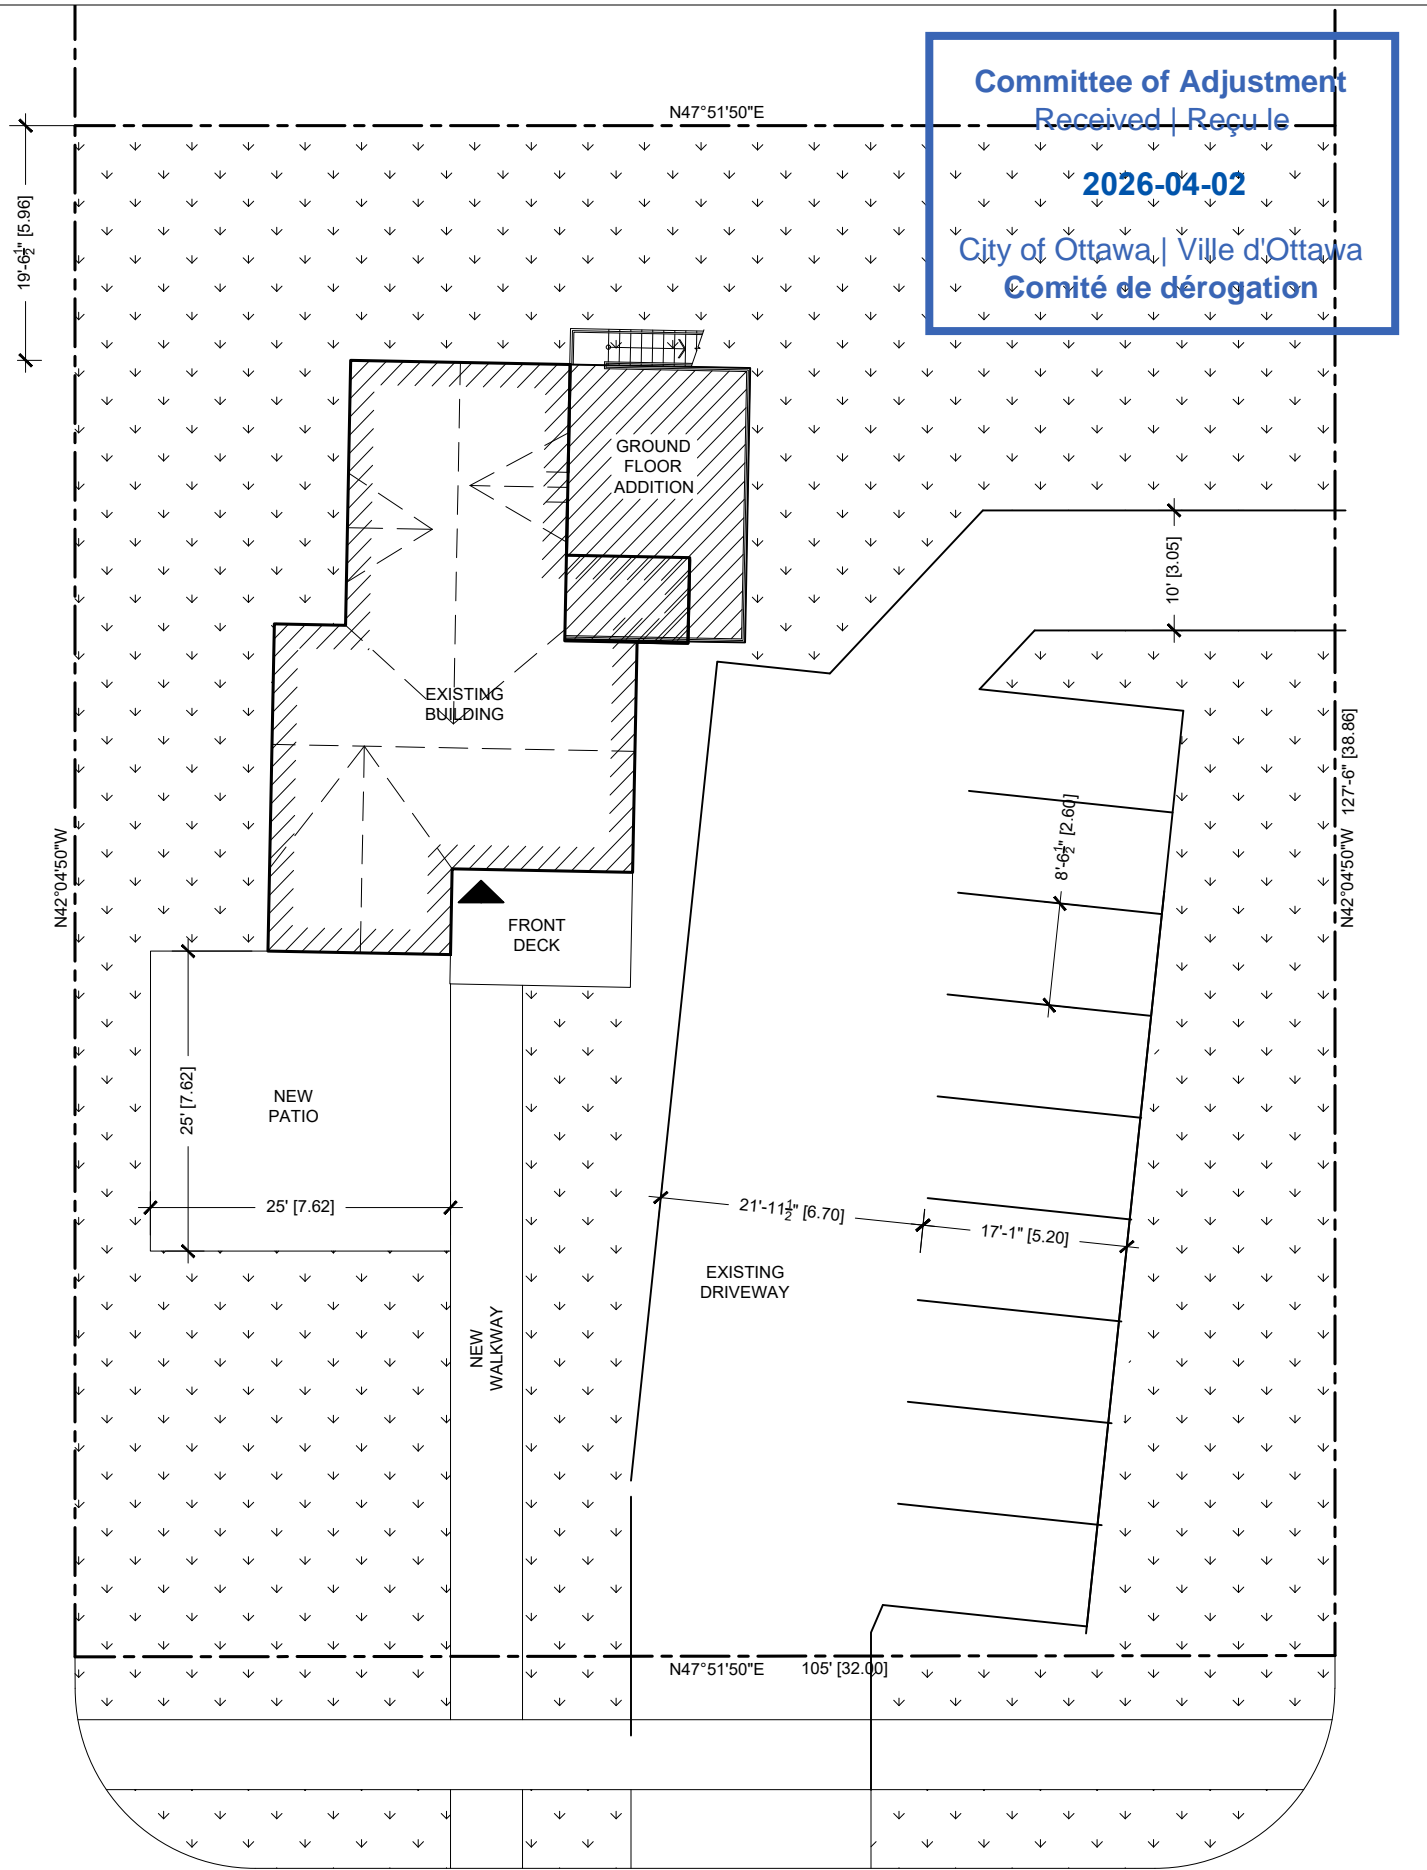 Committee of Adjustment
Received | Reçu le
2026-04-02
City of Ottawa | Ville d'Ottawa
Comité de dérogation
N47°51'50"E
19'-6½" [5.96]
GROUND
FLOOR
ADDITION
10' [3.05]
EXISTING
BUILDING
N42°04'50"W 127'-6" [38.86]
8'-6½" [2.60]
N42°04'50"W
FRONT
DECK
25' [7.62]
NEW
PATIO
25' [7.62]
21'-11½" [6.70]
17'-1" [5.20]
EXISTING
DRIVEWAY
NEW
WALKWAY
N47°51'50"E 105' [32.00]